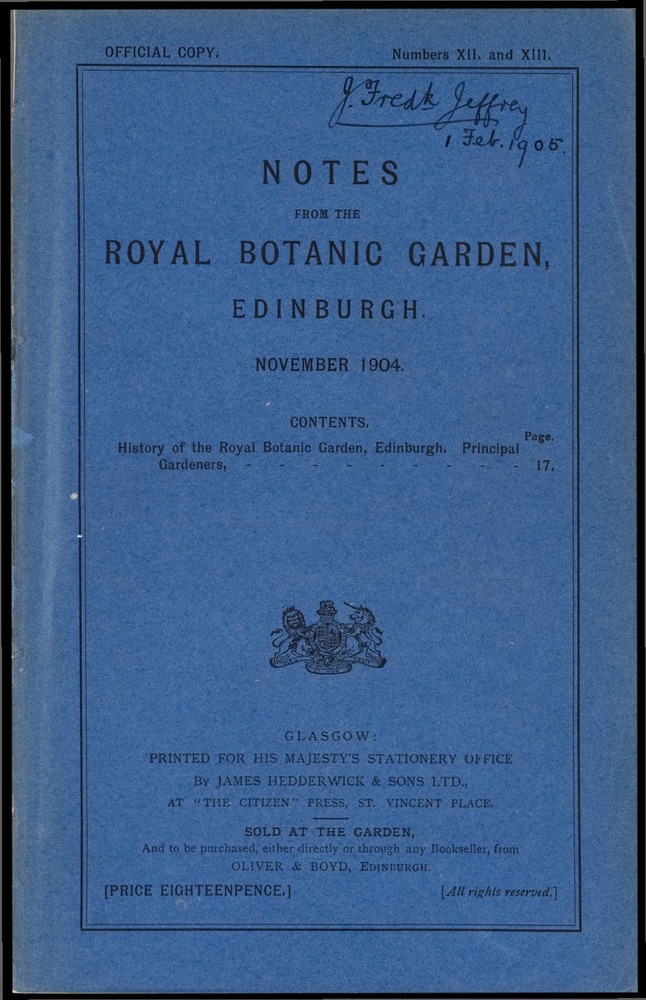 OFFICIAL COPY.
Numbers XII. and XIII.
J. Fredk Jeffrey
1 Feb. 1905.
NOTES
FROM THE
ROYAL BOTANIC GARDEN,
EDINBURGH.
NOVEMBER 1904.
CONTENTS.
Page.
History of the Royal Botanic Garden, Edinburgh. Principal
Gardeners, - - - - - - - - - 17.
GLASGOW:
PRINTED FOR HIS MAJESTY'S STATIONERY OFFICE
By JAMES HEDDERWICK & SONS LTD.,
AT "THE CITIZEN" PRESS, ST. VINCENT PLACE.
SOLD AT THE GARDEN,
And to be purchased, either directly or through any Bookseller, from
OLIVER & BOYD, EDINBURGH.
[PRICE EIGHTEENPENCE.]
[All rights reserved.]